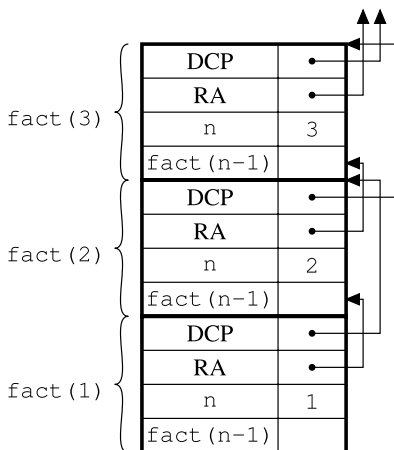 DCP
RA
fact(3)
n 3
fact(n-1)
DCP
RA
fact(2)
n 2
fact(n-1)
DCP
RA
fact(1)
n 1
fact(n-1)